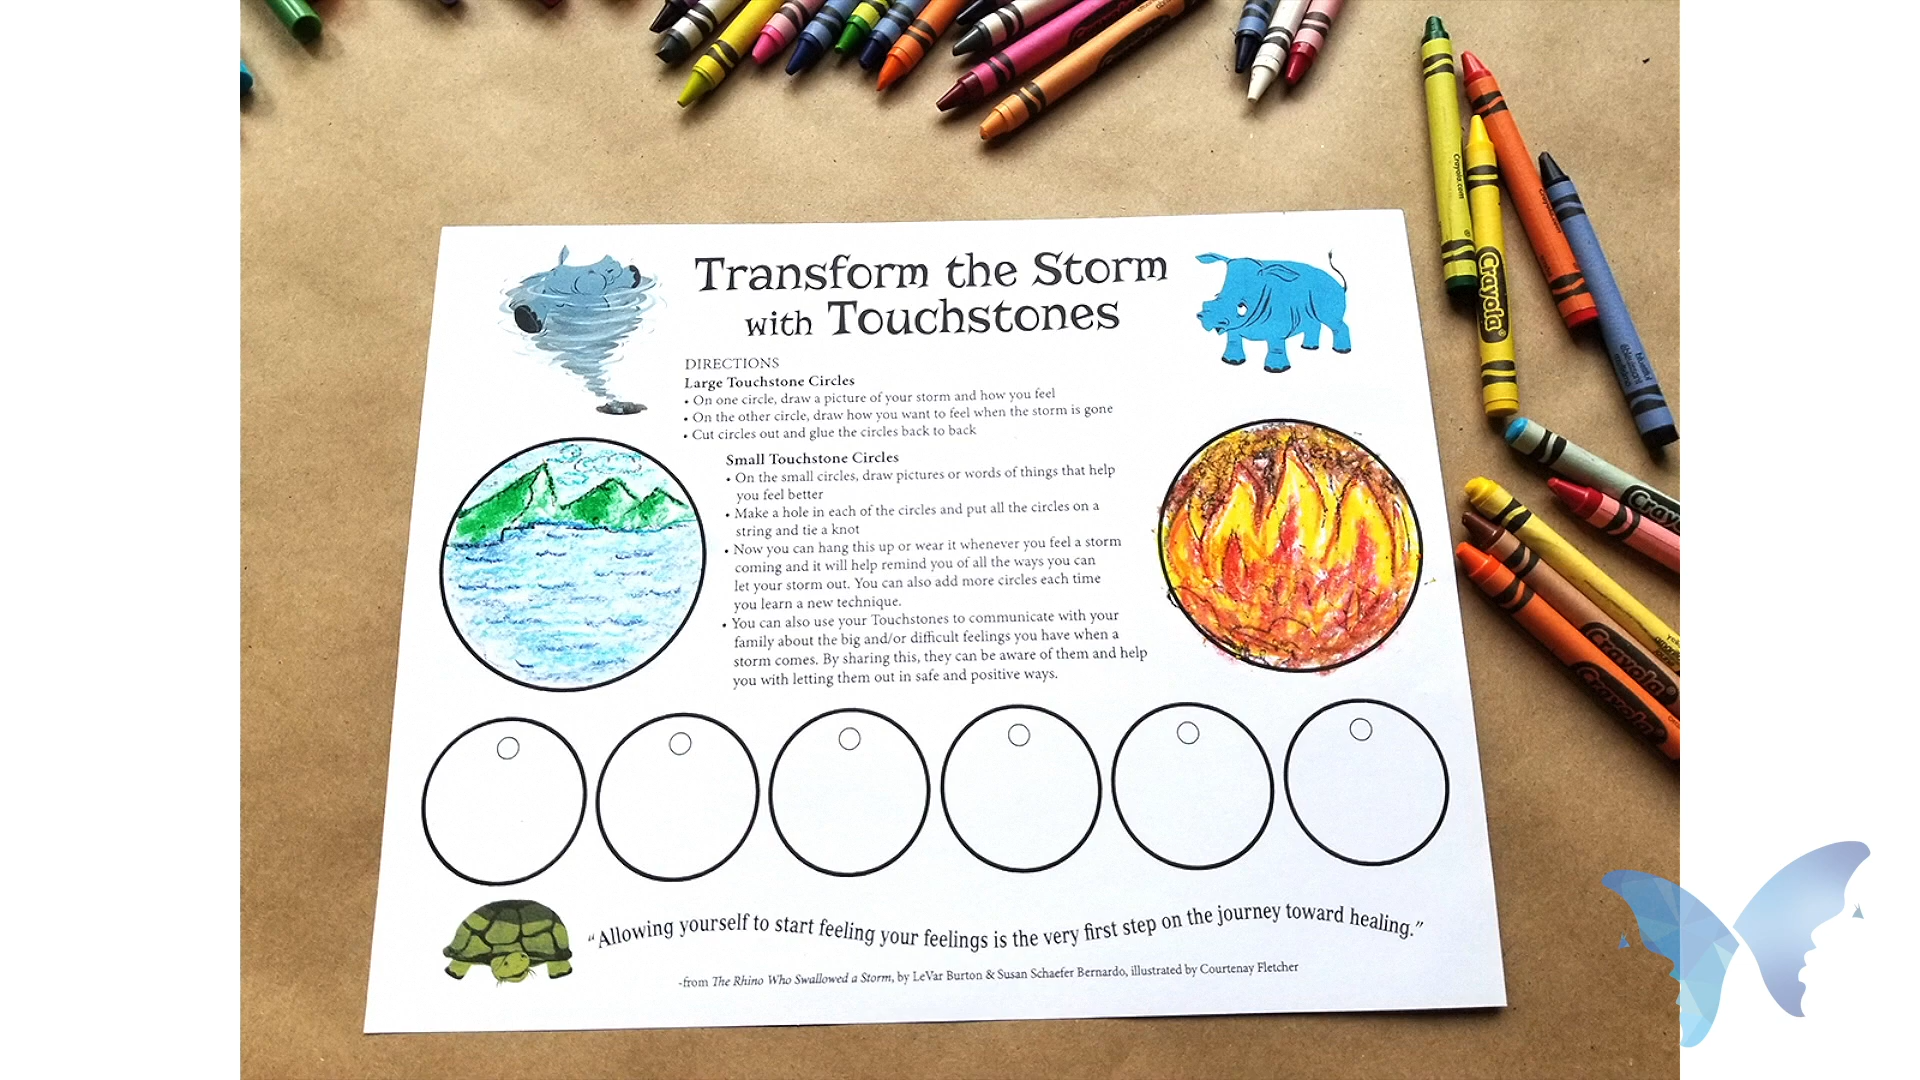 Transform the Storm
with Touchstones
DIRECTIONS
Large Touchstone Circles
• On one circle, draw a picture of your storm and how you feel
• On the other circle, draw how you want to feel when the storm is gone
• Cut circles out and glue the circles back to back
Small Touchstone Circles
• On the small circles, draw pictures or words of things that help
you feel better
• Make a hole in each of the circles and put all the circles on a
string and tie a knot
• Now you can hang this up or wear it whenever you feel a storm
coming and it will help remind you of all the ways you can
let your storm out. You can also add more circles each time
you learn a new technique.
• You can also use your Touchstones to communicate with your
family about the big and/or difficult feelings you have when a
storm comes. By sharing this, they can be aware of them and help
you with letting them out in safe and positive ways.
“Allowing yourself to start feeling your feelings is the very first step on the journey toward healing.”
-from The Rhino Who Swallowed a Storm, by LeVar Burton & Susan Schaefer Bernardo, illustrated by Courtenay Fletcher
Crayola.com
Crayola
Crayola
Crayola
Crayola